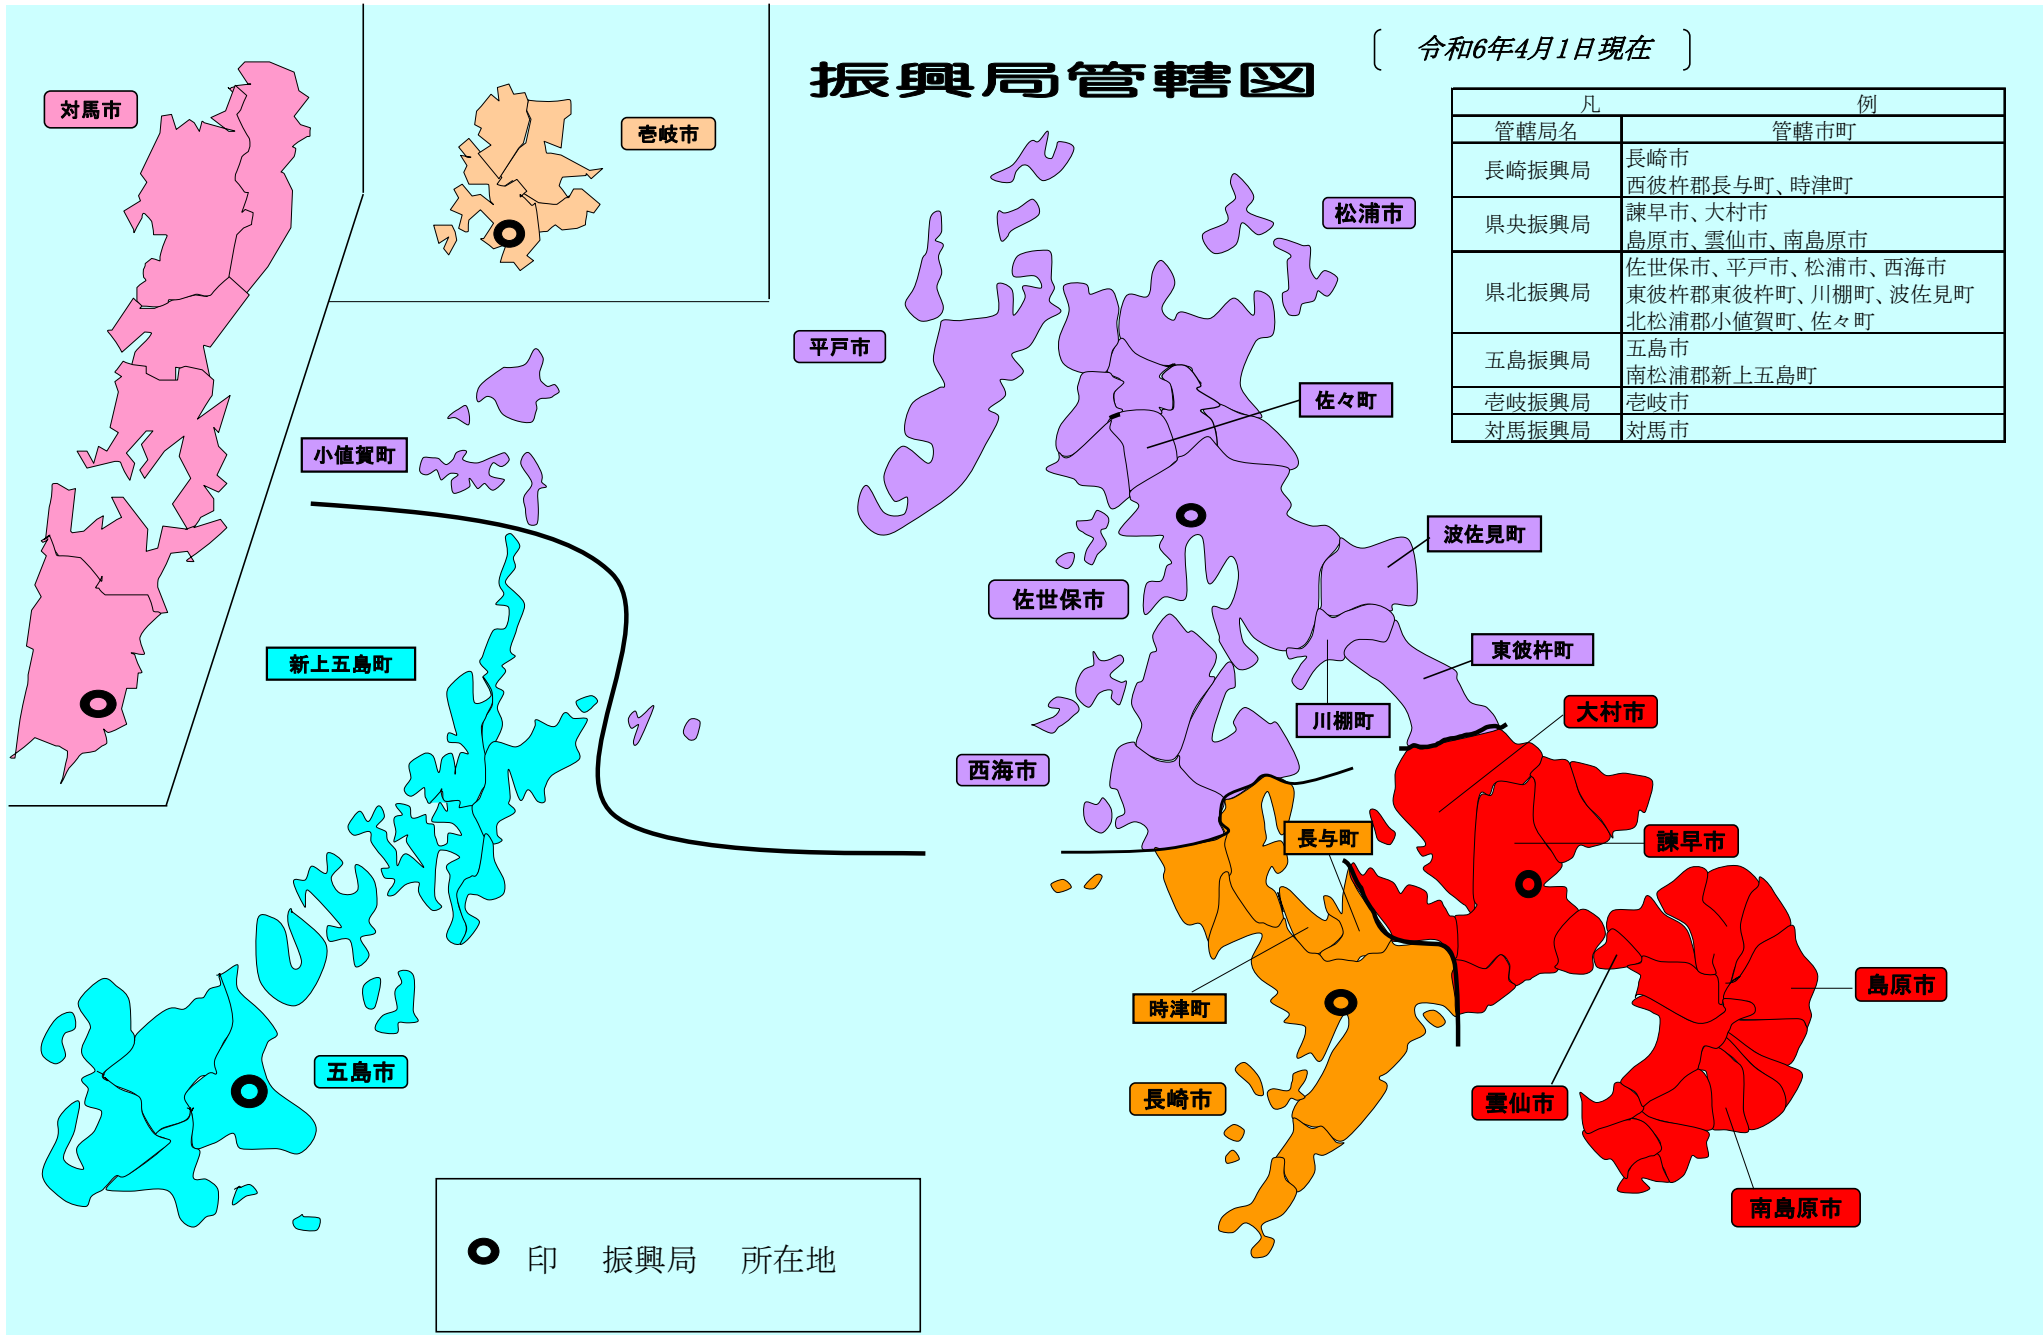 振興局管轄図
令和6年4月1日現在
凡 例
管轄局名 管轄市町
長崎振興局
長崎市
西彼杵郡長与町、時津町
県央振興局
諫早市、大村市
島原市、雲仙市、南島原市
県北振興局
佐世保市、平戸市、松浦市、西海市
東彼杵郡東彼杵町、川棚町、波佐見町
北松浦郡小値賀町、佐々町
五島振興局
五島市
南松浦郡新上五島町
壱岐振興局 壱岐市
対馬振興局 対馬市
対馬市
壱岐市
松浦市
平戸市
佐々町
小値賀町
波佐見町
佐世保市
東彼杵町
新上五島町
大村市
川棚町
西海市
長与町
諫早市
島原市
時津町
五島市
長崎市
雲仙市
南島原市
印 振興局 所在地